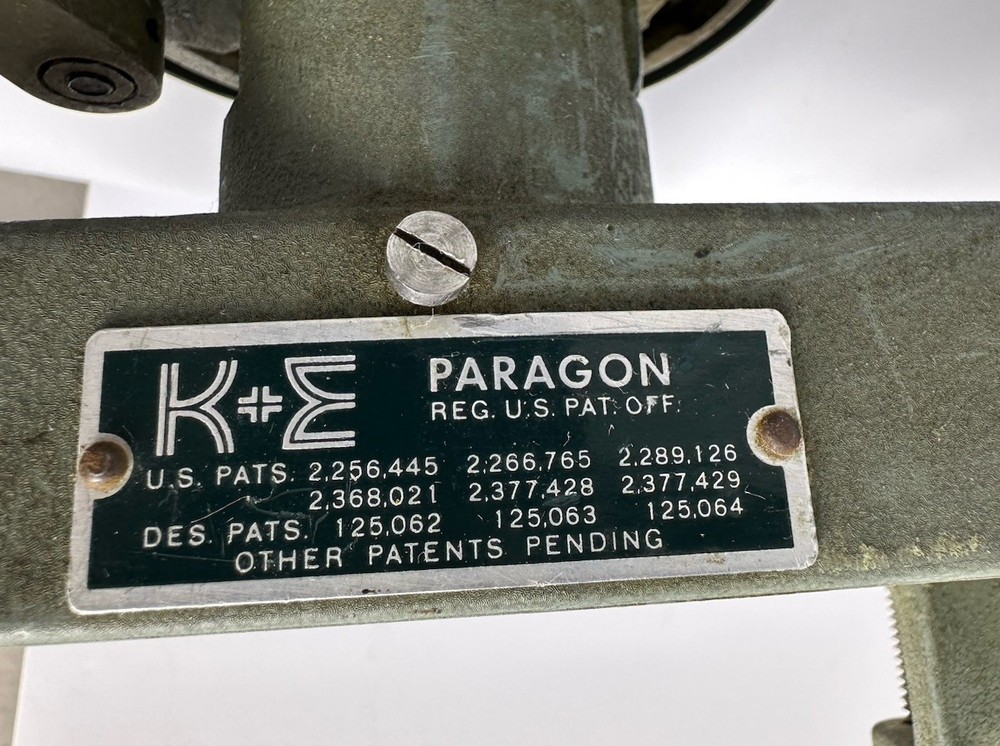 K+E PARAGON
REG. U.S. PAT. OFF.
U.S. PATS. 2,256,445 2,266,765 2,289,126
2,368,021 2,377,428 2,377,429
DES. PATS. 125,062 125,063 125,064
OTHER PATENTS PENDING